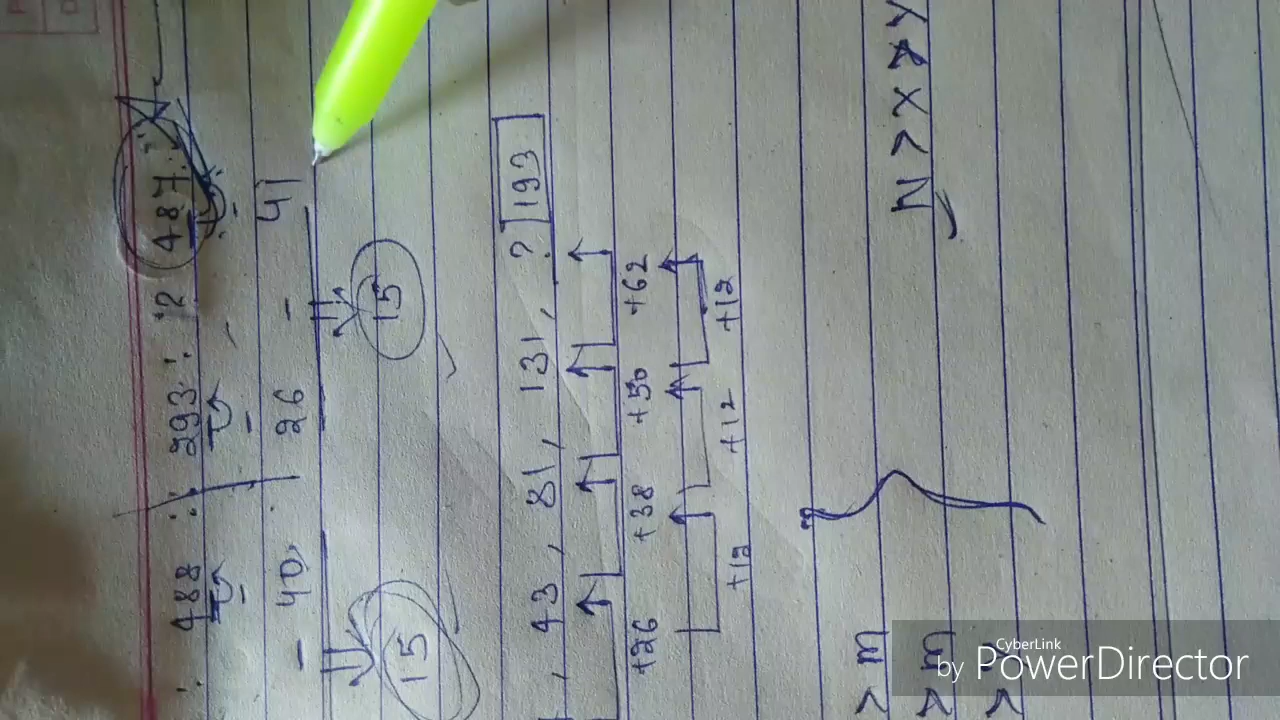 : 488 :: 293 : ? 487
- 40 26 - 41
15 15
, 43, 81, 131, ? 193
+26 +38 +50 +62
+12 +12 +12
> m N > x > y
> m
>
CyberLink
by PowerDirector